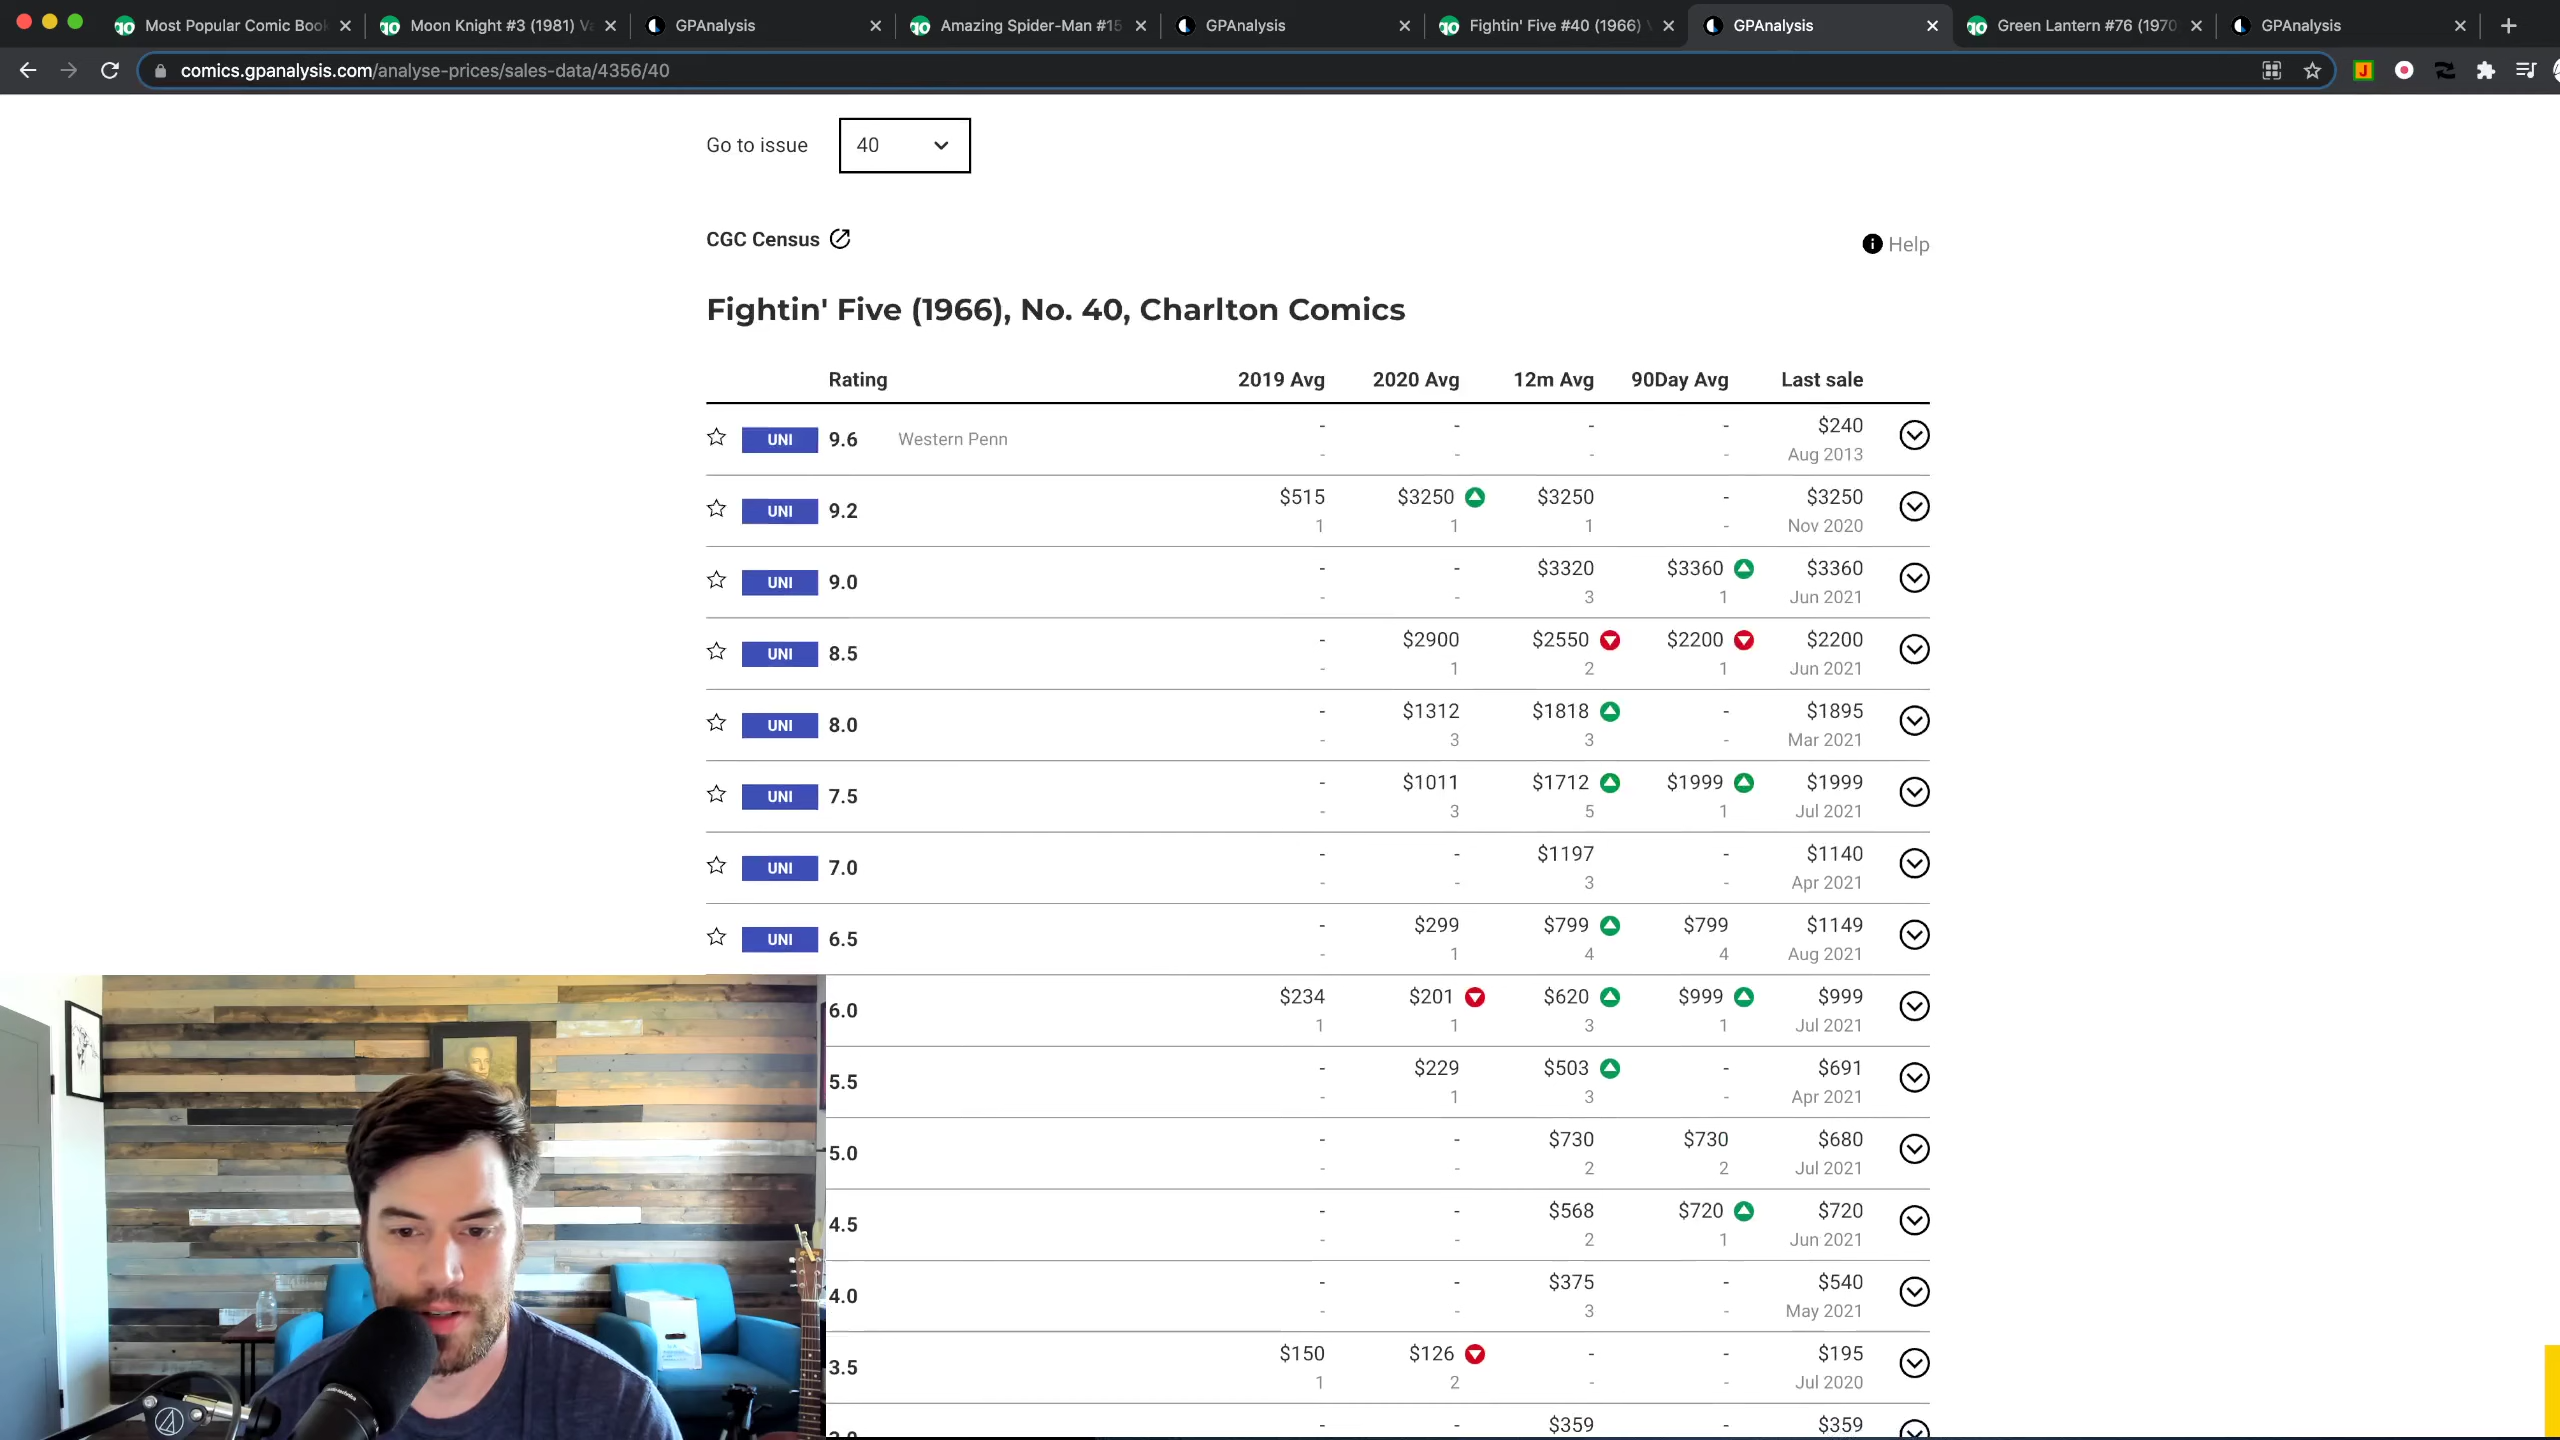 Most Popular Comic Book
Moon Knight #3 (1981) Va
GPAnalysis
Amazing Spider-Man #15
GPAnalysis
Fightin' Five #40 (1966) V
GPAnalysis
Green Lantern #76 (1970
GPAnalysis
comics.gpanalysis.com/analyse-prices/sales-data/4356/40
Go to issue 40
CGC Census
Help
Fightin' Five (1966), No. 40, Charlton Comics
Rating 2019 Avg 2020 Avg 12m Avg 90Day Avg Last sale
UNI 9.6 Western Penn - - - - $240
- - - - Aug 2013
UNI 9.2 $515 $3250 $3250 - $3250
1 1 1 - Nov 2020
UNI 9.0 - - $3320 $3360 $3360
- - 3 1 Jun 2021
UNI 8.5 - $2900 $2550 $2200 $2200
- 1 2 1 Jun 2021
UNI 8.0 - $1312 $1818 - $1895
- 3 3 - Mar 2021
UNI 7.5 - $1011 $1712 $1999 $1999
- 3 5 1 Jul 2021
UNI 7.0 - - $1197 - $1140
- - 3 - Apr 2021
UNI 6.5 - $299 $799 $799 $1149
- 1 4 4 Aug 2021
6.0 $234 $201 $620 $999 $999
1 1 3 1 Jul 2021
5.5 - $229 $503 - $691
- 1 3 - Apr 2021
5.0 - - $730 $730 $680
- - 2 2 Jul 2021
4.5 - - $568 $720 $720
- - 2 1 Jun 2021
4.0 - - $375 - $540
- - 3 - May 2021
3.5 $150 $126 - - $195
1 2 - - Jul 2020
- - $359 - $359